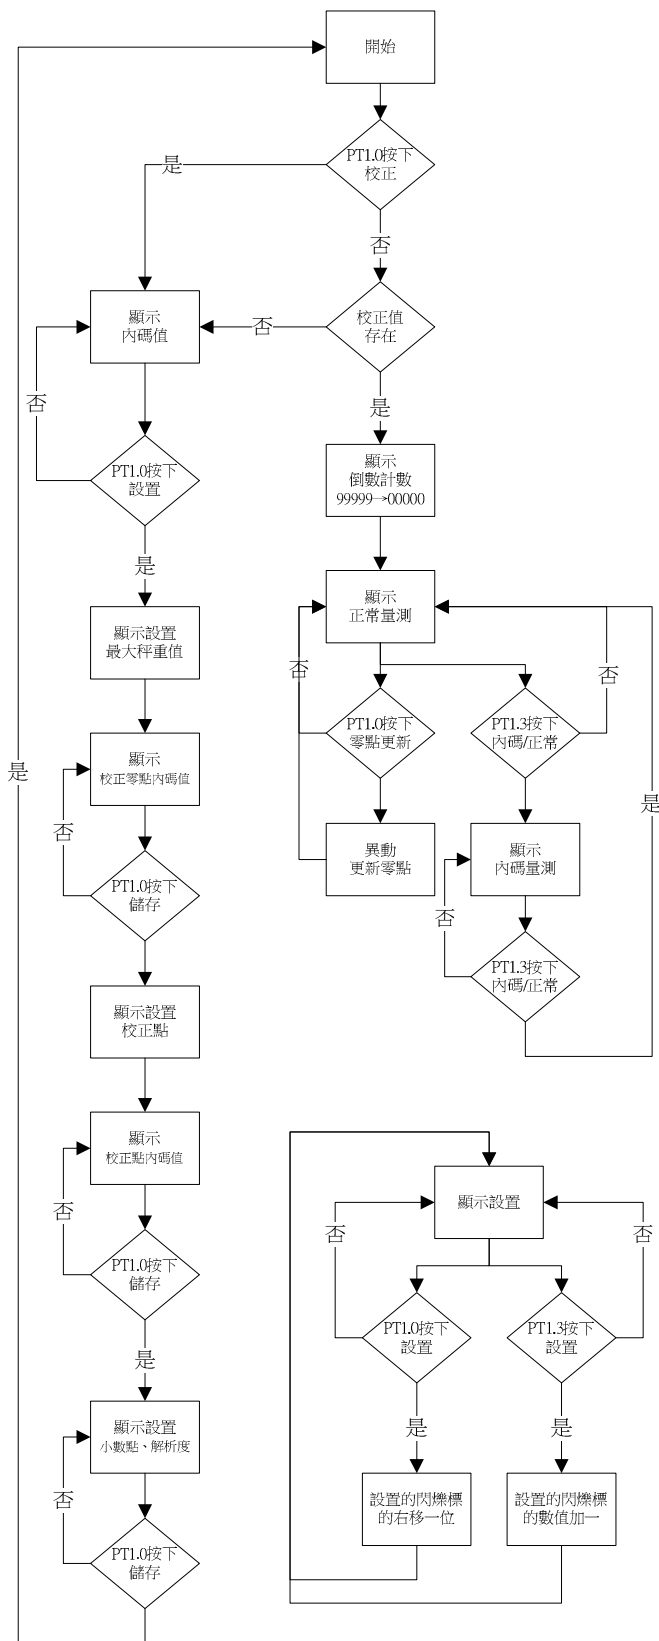 開始
PT1.0按下
校正
是
否
顯示
內碼值
否
校正值
存在
否
是
PT1.0按下
設置
顯示
倒數計數
99999→00000
是
顯示設置
最大秤重值
顯示
正常量測
否
否
PT1.0按下
零點更新
PT1.3按下
內碼/正常
顯示
校正零點內碼值
是
是
否
異動
更新零點
顯示
內碼量測
PT1.0按下
儲存
否
PT1.3按下
內碼/正常
顯示設置
校正點
顯示
校正點內碼值
否
PT1.0按下
儲存
顯示設置
否
否
PT1.0按下
設置
PT1.3按下
設置
是
顯示設置
小數點、解析度
是
是
否
設置的閃爍標
的右移一位
設置的閃爍標
的數值加一
PT1.0按下
儲存